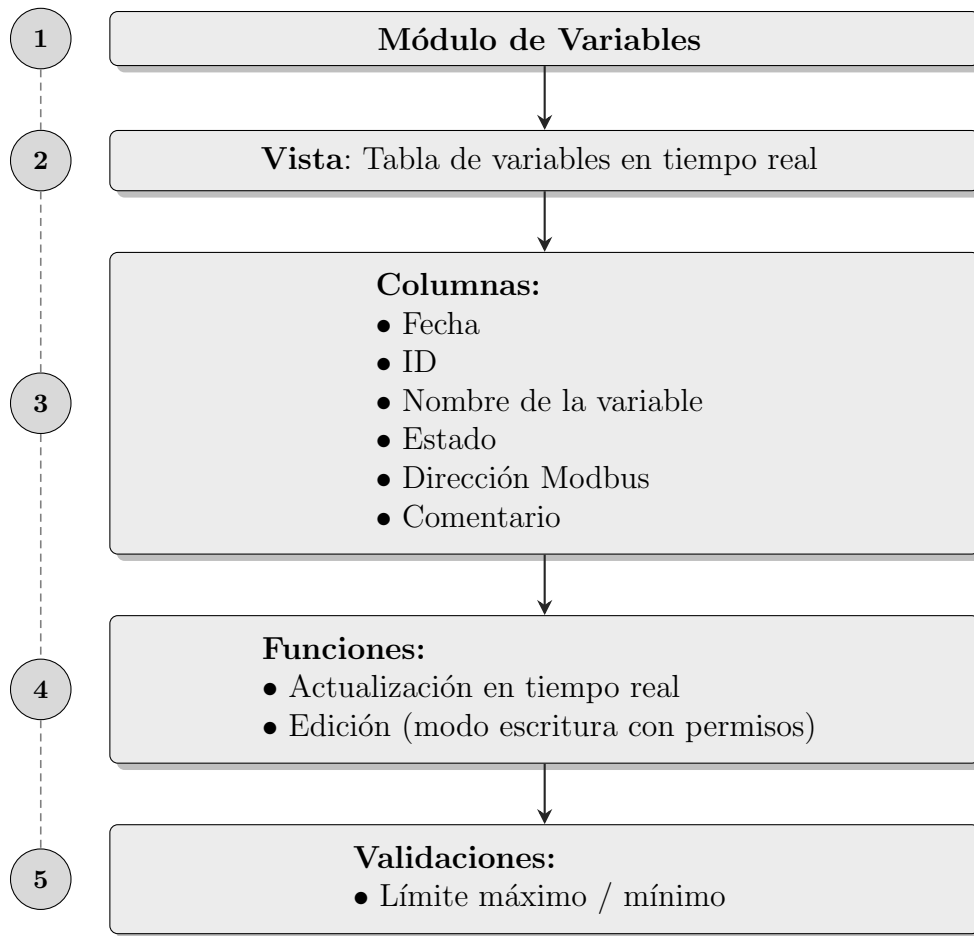 1
Módulo de Variables
2
Vista: Tabla de variables en tiempo real
3
Columnas:
• Fecha
• ID
• Nombre de la variable
• Estado
• Dirección Modbus
• Comentario
4
Funciones:
• Actualización en tiempo real
• Edición (modo escritura con permisos)
5
Validaciones:
• Límite máximo / mínimo